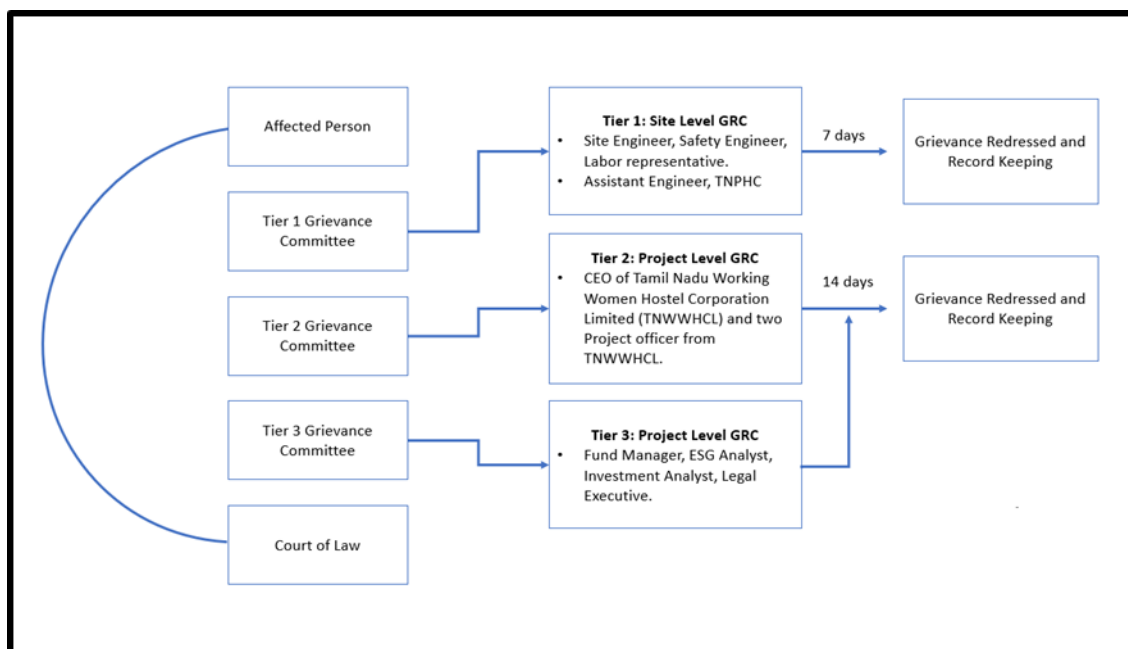 Affected Person
Tier 1 Grievance
Committee
Tier 2 Grievance
Committee
Tier 3 Grievance
Committee
Court of Law
Tier 1: Site Level GRC
• Site Engineer, Safety Engineer,
Labor representative.
• Assistant Engineer, TNPHC
7 days
Grievance Redressed and
Record Keeping
Tier 2: Project Level GRC
• CEO of Tamil Nadu Working
Women Hostel Corporation
Limited (TNWWHCL) and two
Project officer from
TNWWHCL.
14 days
Grievance Redressed and
Record Keeping
Tier 3: Project Level GRC
• Fund Manager, ESG Analyst,
Investment Analyst, Legal
Executive.